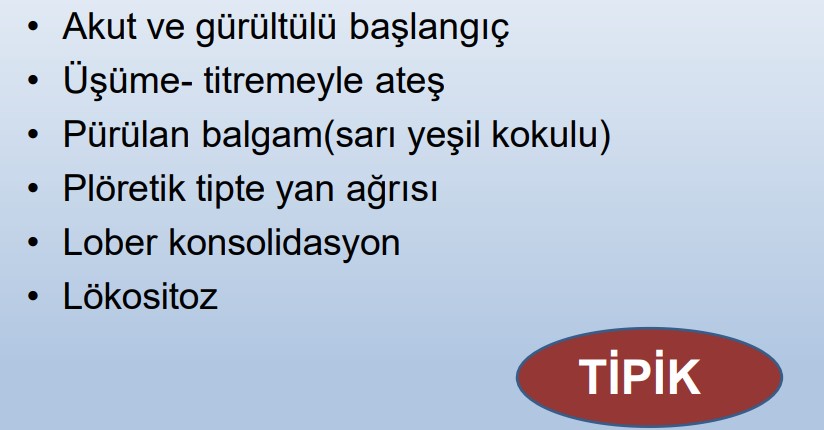 • Akut ve gürültülü başlangıç
• Üşüme- titremeyle ateş
• Pürülan balgam(sarı yeşil kokulu)
• Plöretik tipte yan ağrısı
• Lober konsolidasyon
• Lökositoz
TİPİK